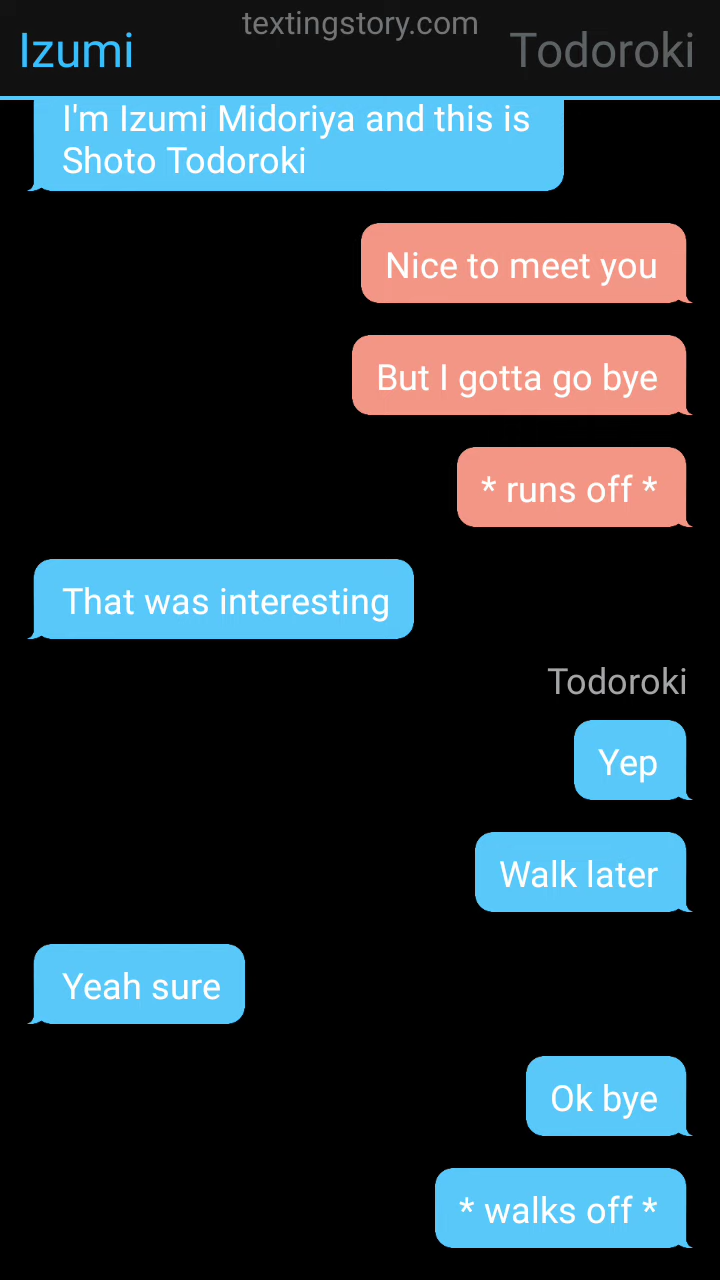 textingstory.com
Izumi
Todoroki
I'm Izumi Midoriya and this is
Shoto Todoroki
Nice to meet you
But I gotta go bye
* runs off *
That was interesting
Todoroki
Yep
Walk later
Yeah sure
Ok bye
* walks off *